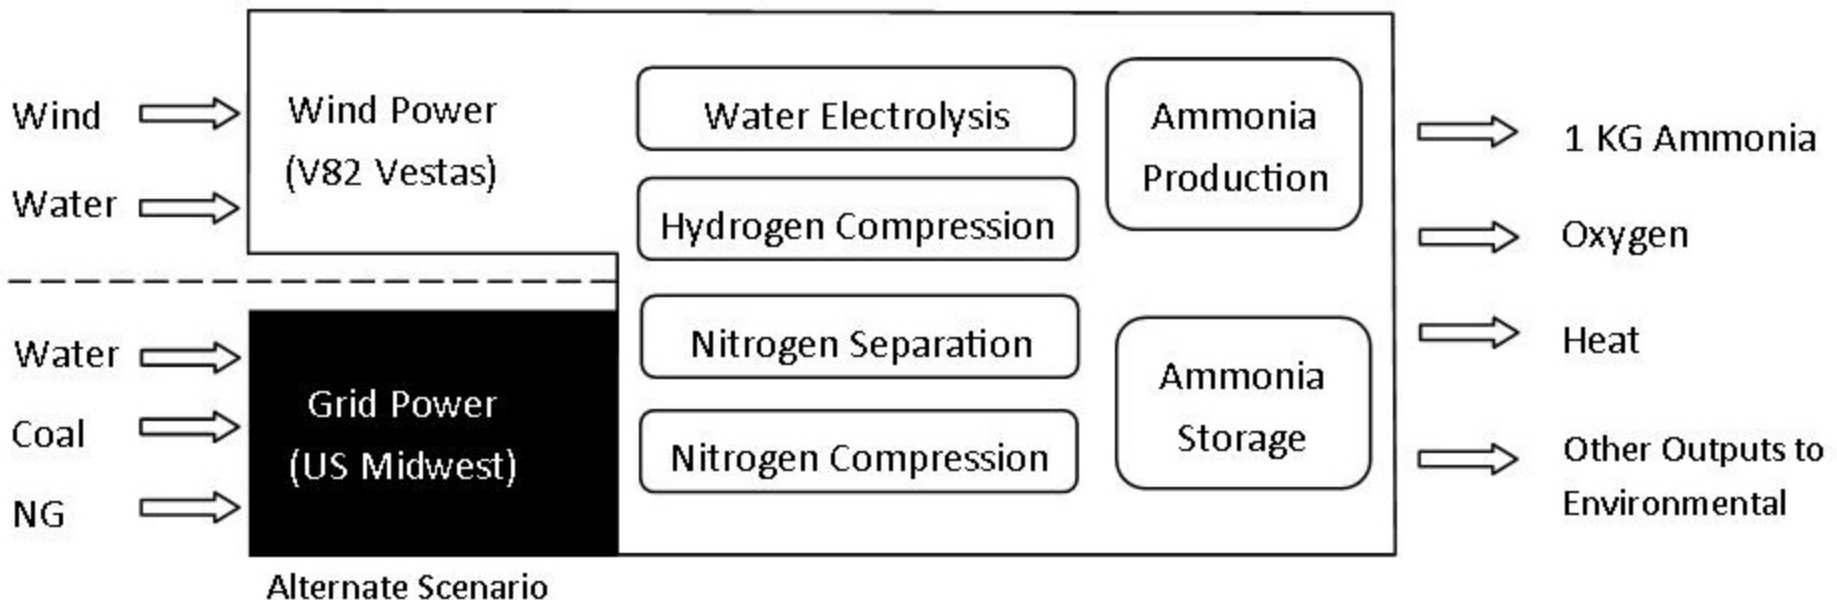 Wind
Water
Water
Coal
NG
Wind Power
(V82 Vestas)
Grid Power
(US Midwest)
Alternate Scenario
Water Electrolysis
Hydrogen Compression
Nitrogen Separation
Nitrogen Compression
Ammonia
Production
Ammonia
Storage
1 KG Ammonia
Oxygen
Heat
Other Outputs to
Environmental